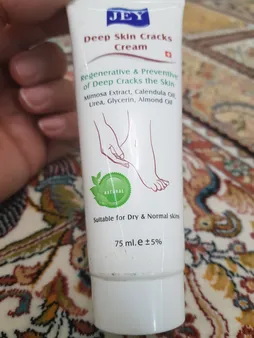 JEY
Deep Skin Cracks
Cream
Regenerative & Preventive
of Deep Cracks the Skin
Mimosa Extract, Calendula Oil,
Urea, Glycerin, Almond Oil
NATURAL
Suitable for Dry & Normal skins
75 ml. e ±5%